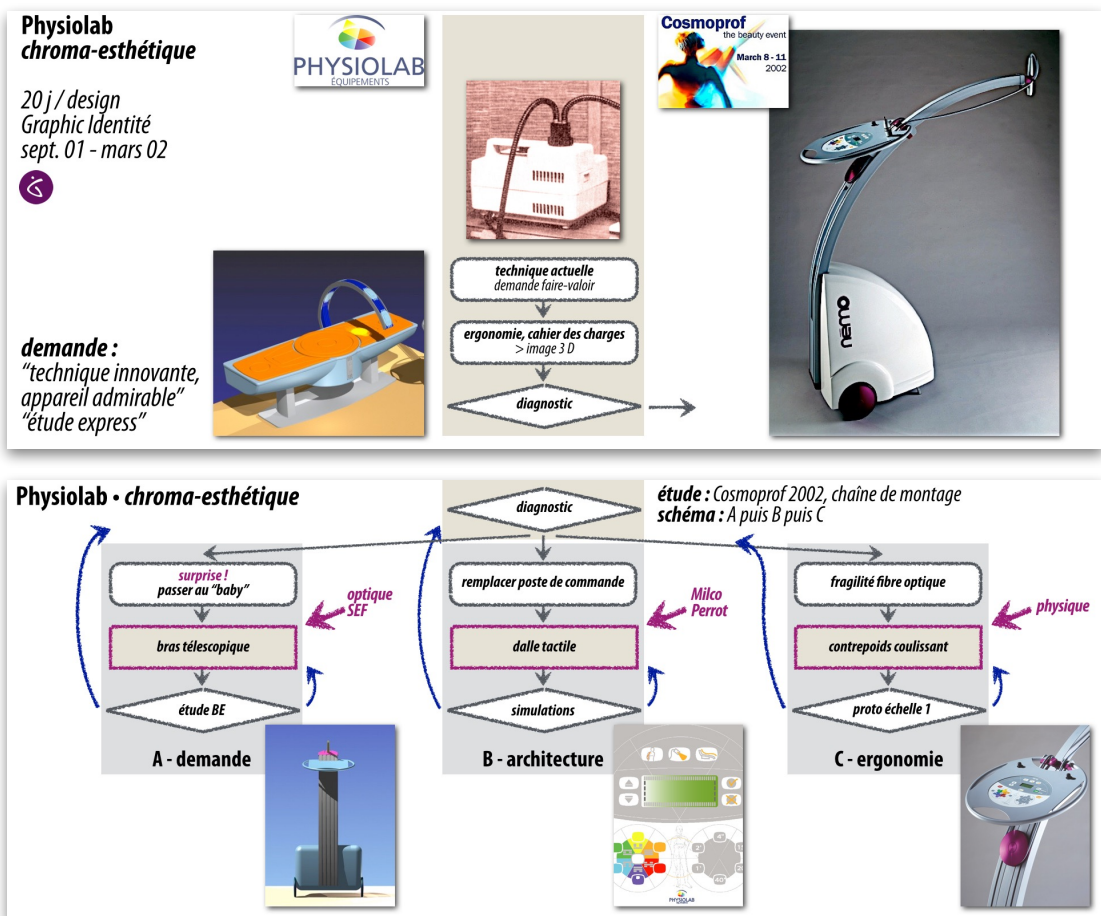 Physiolab
chroma-esthétique
20 j / design
Graphic Identité
sept. 01 - mars 02
demande :
“technique innovante,
appareil admirable”
“étude express”
PHYSIOLAB
ÉQUIPEMENTS
technique actuelle
demande faire-valoir
ergonomie, cahier des charges
> image 3 D
diagnostic
Cosmoprof
the beauty event
March 8 - 11
2002
nemo
Physiolab • chroma-esthétique
diagnostic
étude : Cosmoprof 2002, chaîne de montage
schéma : A puis B puis C
surprise !
passer au “baby”
optique
SEF
bras télescopique
étude BE
A - demande
remplacer poste de commande
Milco
Perrot
dalle tactile
simulations
B - architecture
PHYSIOLAB
fragilité fibre optique
physique
contrepoids coulissant
proto échelle 1
C - ergonomie